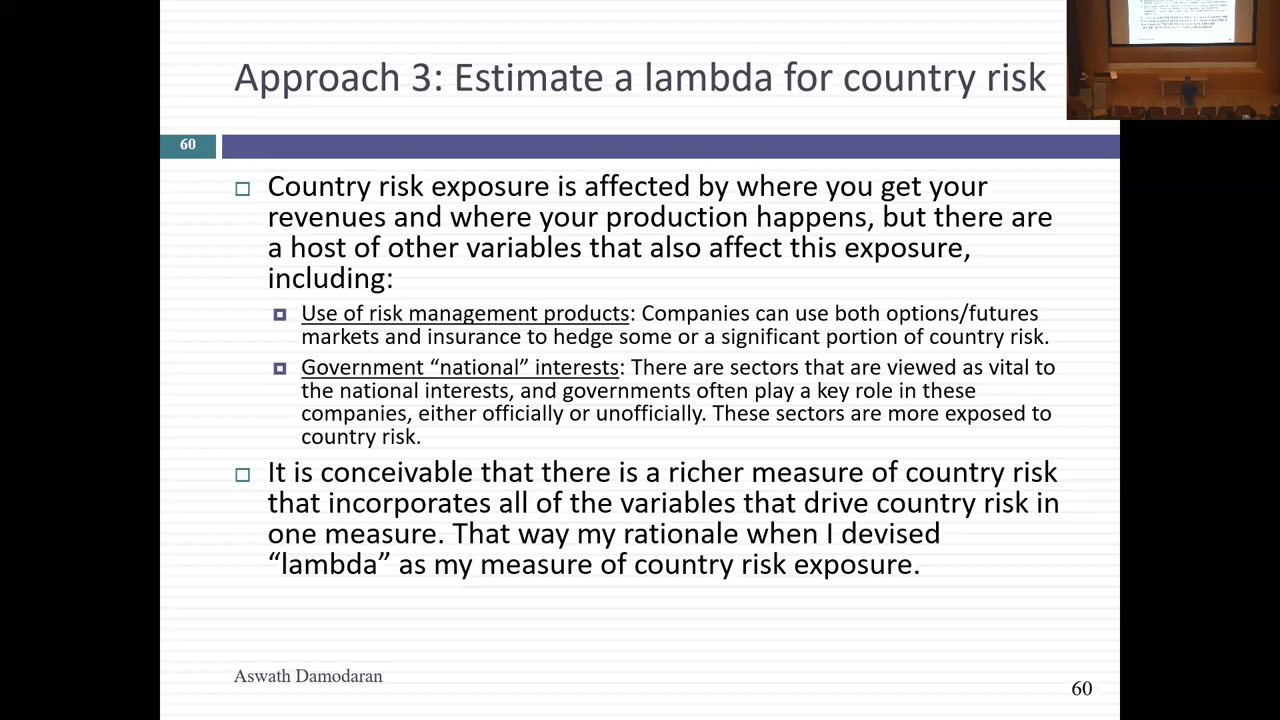 Approach 3: Estimate a lambda for country risk
60
Country risk exposure is affected by where you get your
revenues and where your production happens, but there are
a host of other variables that also affect this exposure,
including:
Use of risk management products: Companies can use both options/futures
markets and insurance to hedge some or a significant portion of country risk.
Government “national” interests: There are sectors that are viewed as vital to
the national interests, and governments often play a key role in these
companies, either officially or unofficially. These sectors are more exposed to
country risk.
It is conceivable that there is a richer measure of country risk
that incorporates all of the variables that drive country risk in
one measure. That way my rationale when I devised
“lambda” as my measure of country risk exposure.
Aswath Damodaran
60